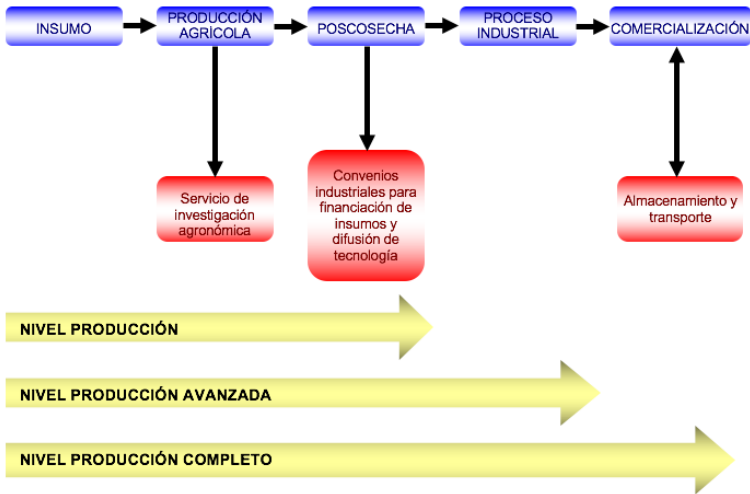 INSUMO
PRODUCCIÓN
AGRÍCOLA
POSCOSECHA
PROCESO
INDUSTRIAL
COMERCIALIZACIÓN
Servicio de
investigación
agronómica
Convenios
industriales para
financiación de
insumos y
difusión de
tecnología
Almacenamiento y
transporte
NIVEL PRODUCCIÓN
NIVEL PRODUCCIÓN AVANZADA
NIVEL PRODUCCIÓN COMPLETO